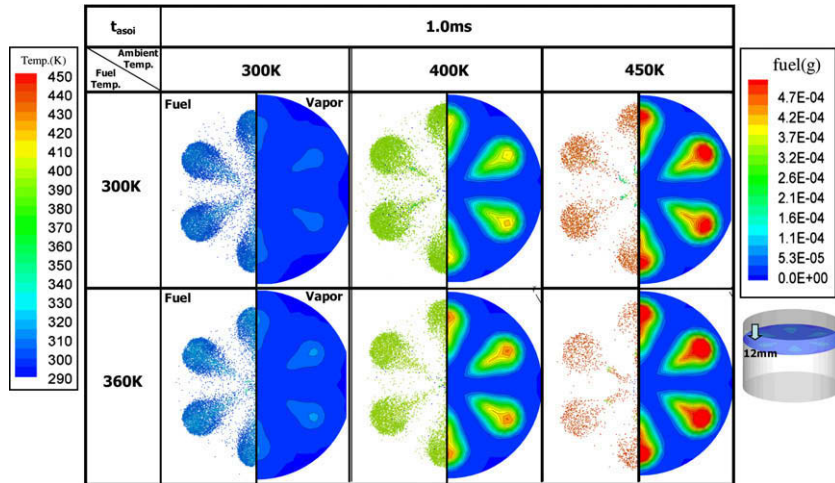 t_asoi
1.0ms
Ambient
Temp.
Fuel
Temp.
300K
400K
450K
Temp.(K)
450
440
430
420
410
400
390
380
370
360
350
340
330
320
310
300
290
300K
Fuel
Vapor
360K
Fuel
Vapor
fuel(g)
4.7E-04
4.2E-04
3.7E-04
3.2E-04
2.6E-04
2.1E-04
1.6E-04
1.1E-04
5.3E-05
0.0E+00
12mm